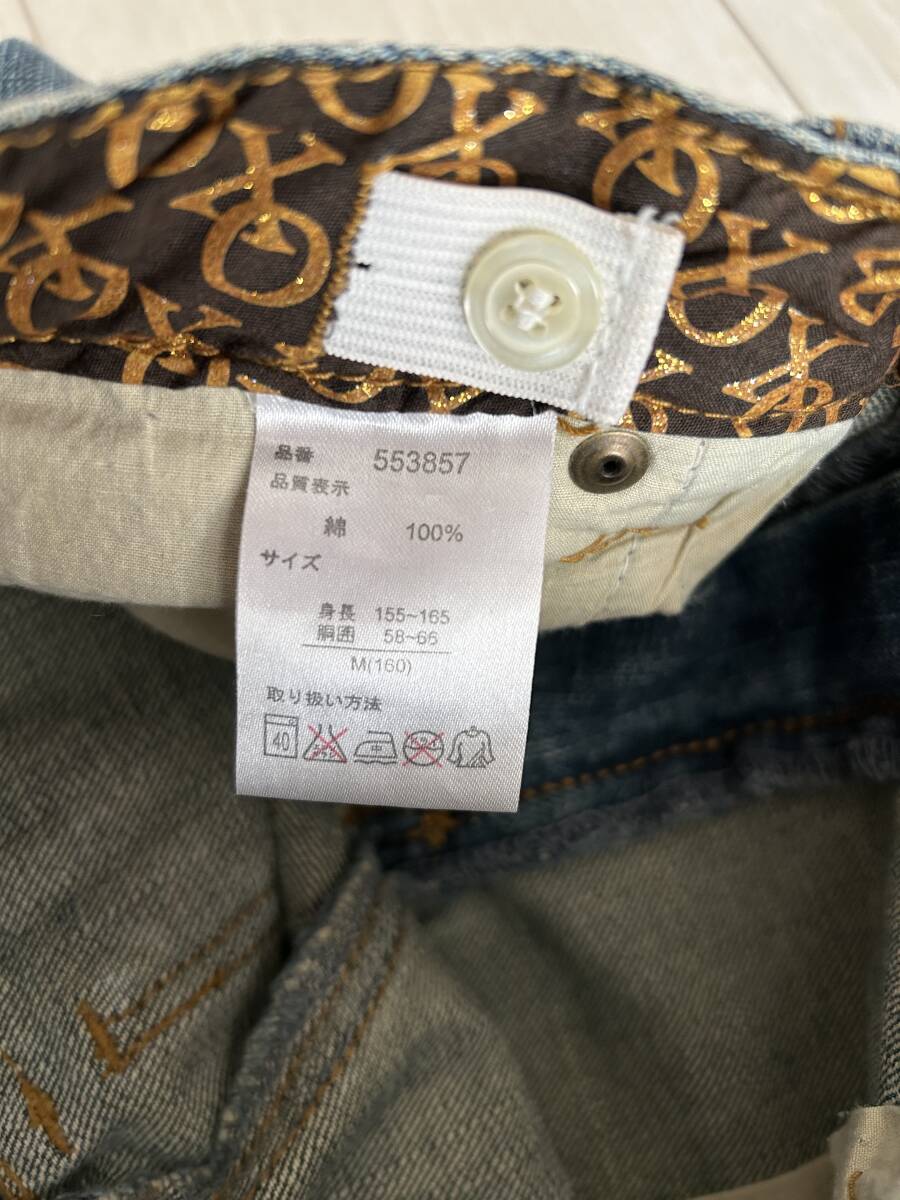 品番 553857
品質表示
綿 100%
サイズ
身長 155~165
胴囲 58~66
M(160)
取り扱い方法
40 中